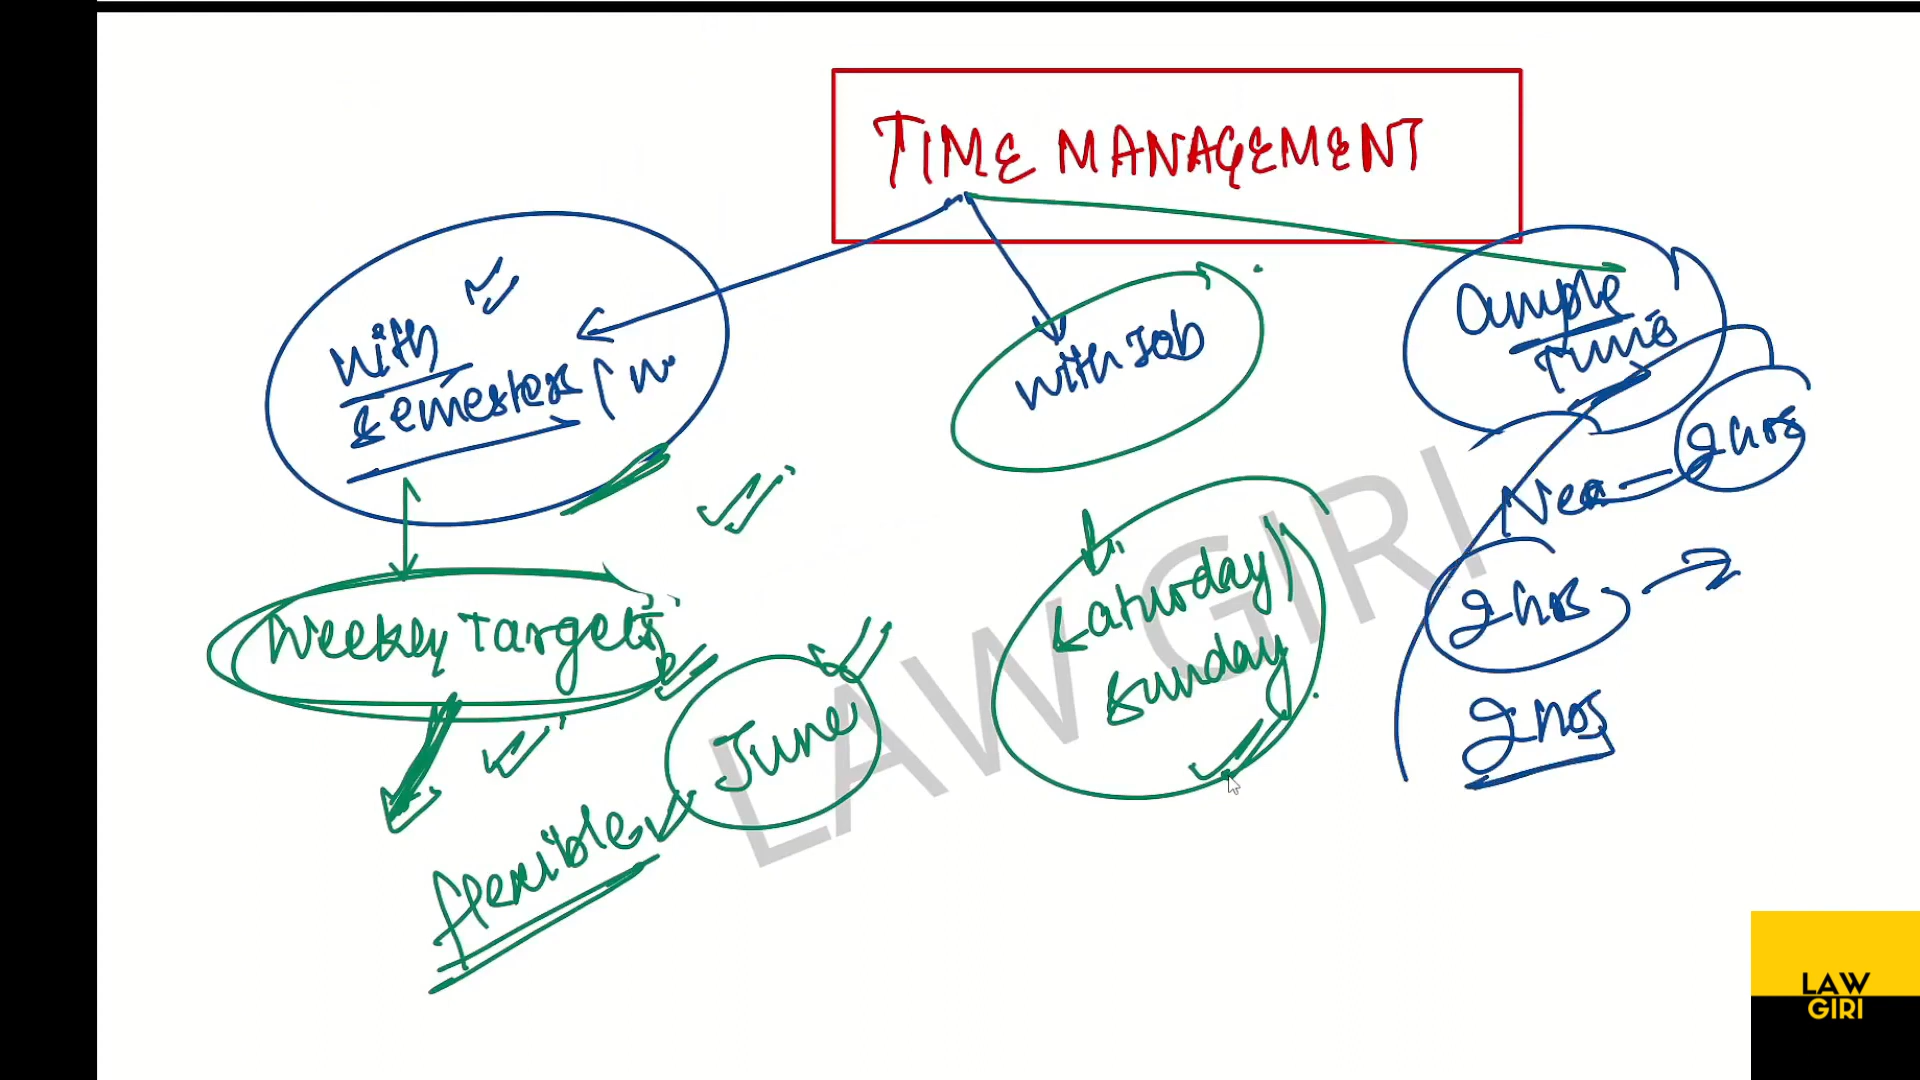 TIME MANAGEMENT
with
semesters
with Job
ample
time
2 hrs
New
Weekly Targets
Saturday/
Sunday
2 hrs
June
2 hrs
flexible
LAW GIRI
LAW
GIRI